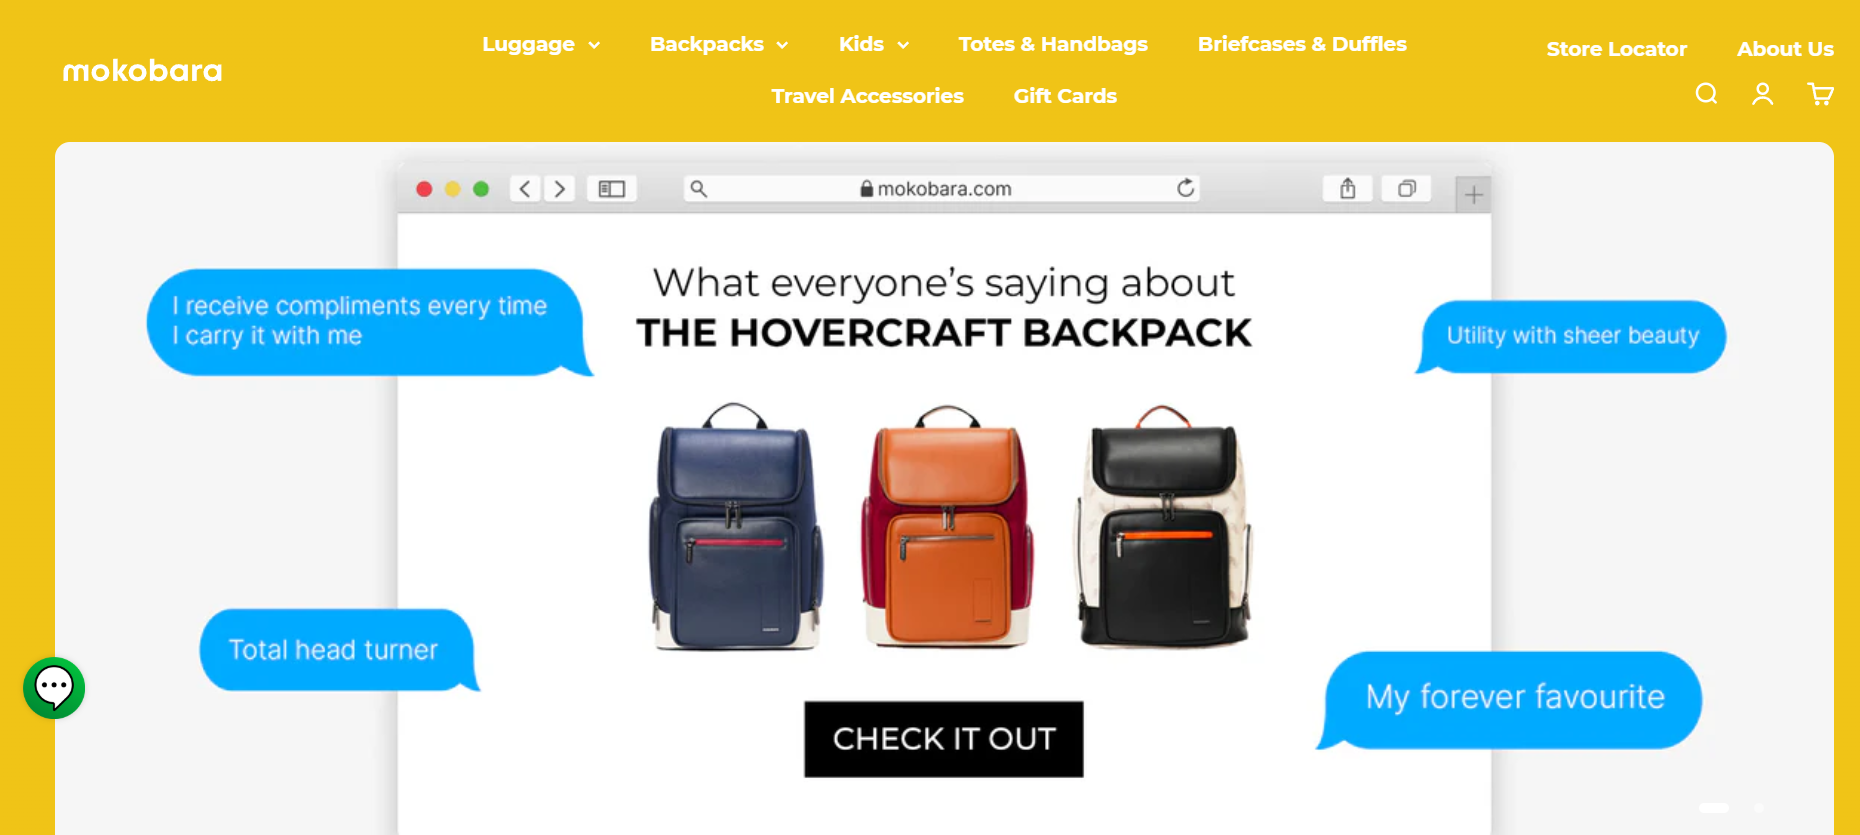 mokobara
Luggage
Backpacks
Kids
Totes & Handbags
Briefcases & Duffles
Travel Accessories
Gift Cards
Store Locator
About Us
mokobara.com
What everyone's saying about
THE HOVERCRAFT BACKPACK
I receive compliments every time
I carry it with me
Utility with sheer beauty
Total head turner
My forever favourite
CHECK IT OUT